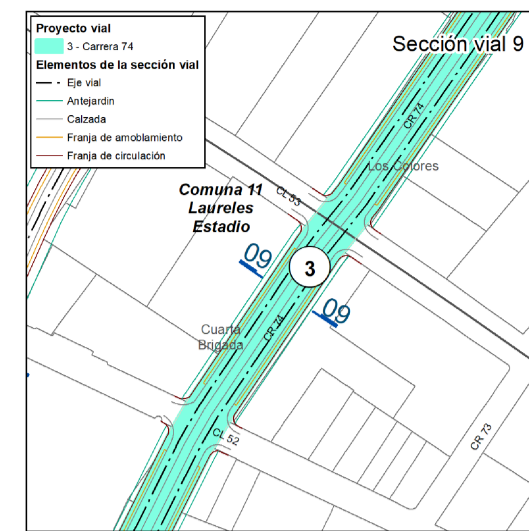 Proyecto vial
3 - Carrera 74
Elementos de la sección vial
Eje vial
Antejardin
Calzada
Franja de amoblamiento
Franja de circulación
Sección vial 9
CR 74
Los Colores
CL 53
Comuna 11
Laureles
Estadio
09
3
09
CR 74
Cuarta
Brigada
CL 52
CR 73